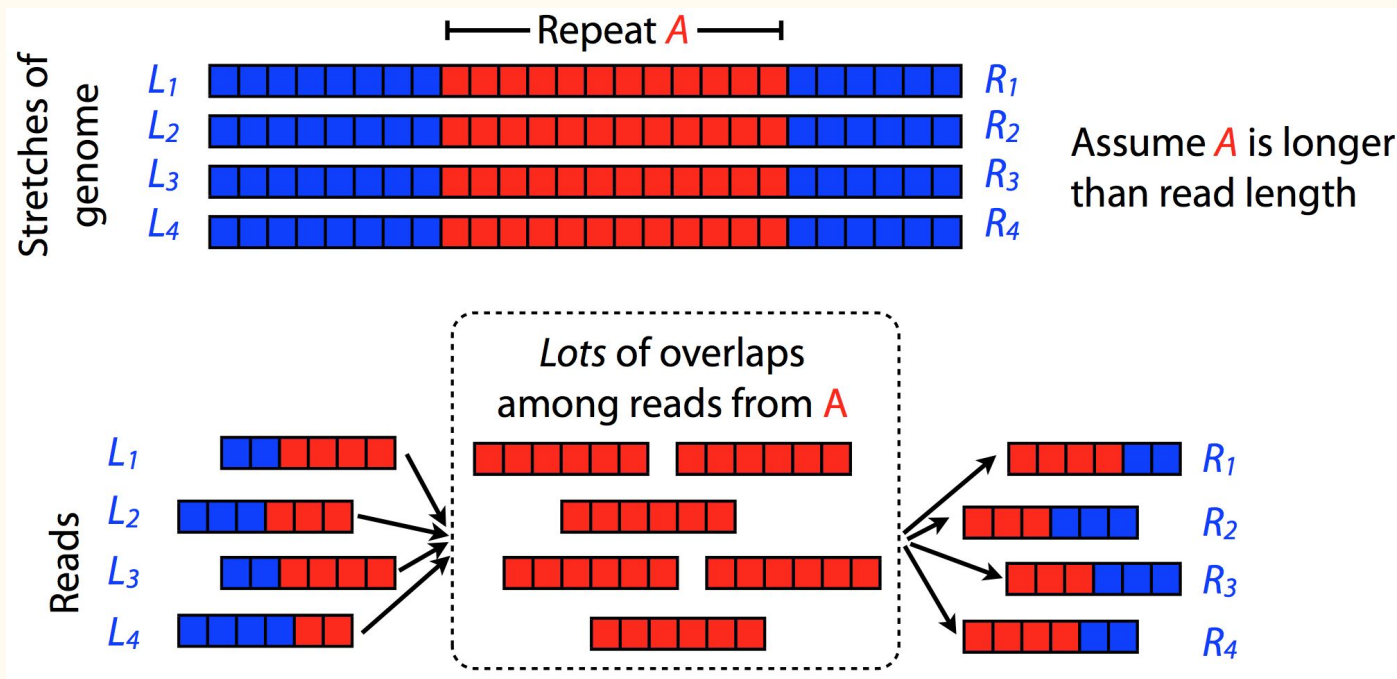 Repeat A
Stretches of
genome
L1
R1
L2
R2
L3
R3
L4
R4
Assume A is longer
than read length
Lots of overlaps
among reads from A
Reads
L1
R1
L2
R2
L3
R3
L4
R4